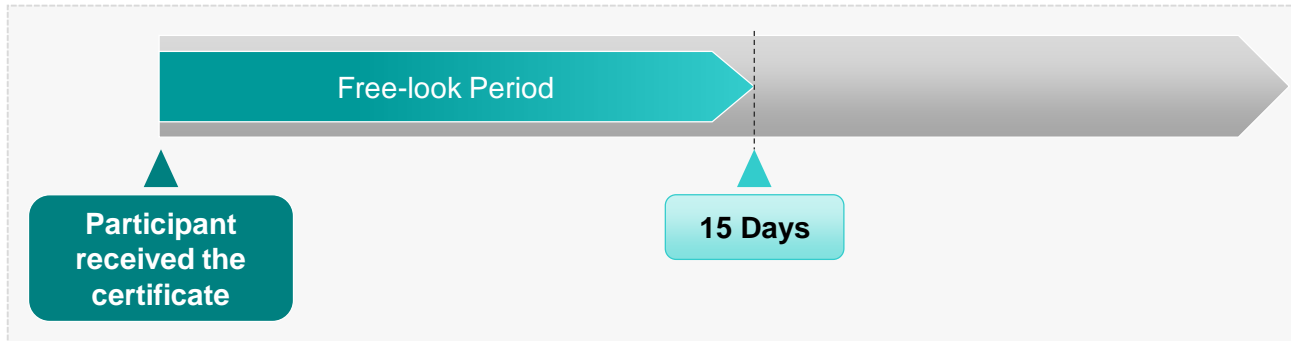 Free-look Period
Participant
received the
certificate
15 Days